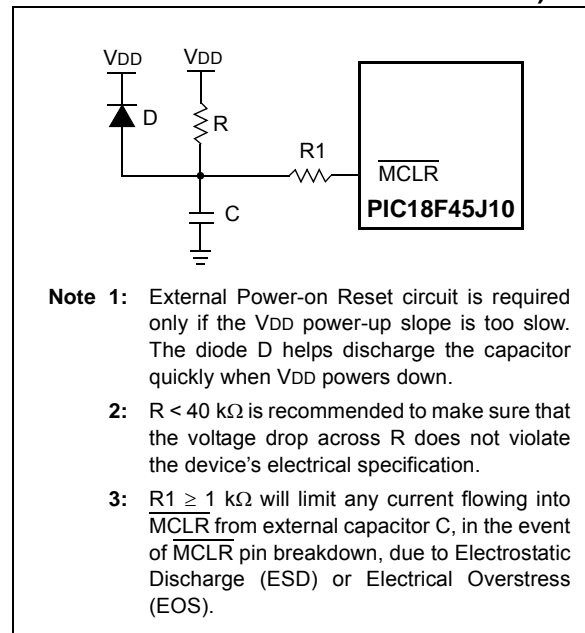 VDD VDD
D R
R1
MCLR
PIC18F45J10
C
Note 1: External Power-on Reset circuit is required
only if the VDD power-up slope is too slow.
The diode D helps discharge the capacitor
quickly when VDD powers down.
2: R < 40 kΩ is recommended to make sure that
the voltage drop across R does not violate
the device's electrical specification.
3: R1 ≥ 1 kΩ will limit any current flowing into
MCLR from external capacitor C, in the event
of MCLR pin breakdown, due to Electrostatic
Discharge (ESD) or Electrical Overstress
(EOS).